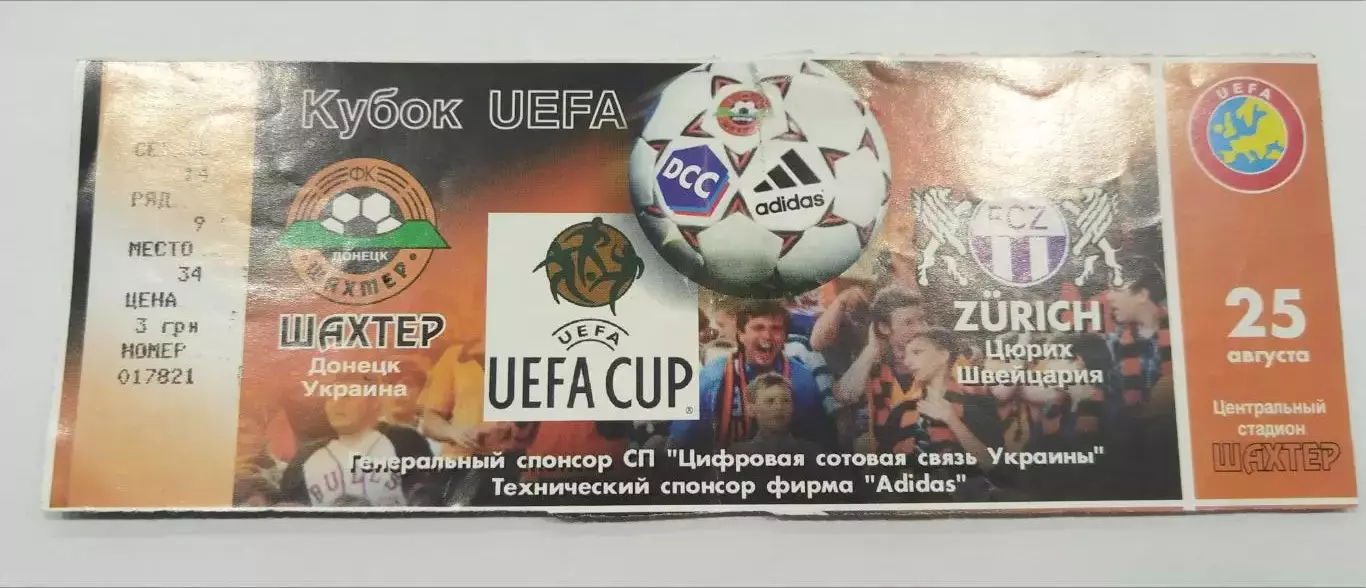 Кубок UEFA
14
РЯД
9
МЕСТО
34
ЦЕНА
3 грн
НОМЕР
017821
ФК
ДОНЕЦК
ШАХТЕР
ШАХТЕР
Донецк
Украина
DCC
adidas
UEFA
UEFA CUP
®
FCZ
ZÜRICH
Цюрих
Швейцария
BULLS
Генеральный спонсор СП "Цифровая сотовая связь Украины"
Технический спонсор фирма "Adidas"
UEFA
25
августа
Центральный
стадион
ШАХТЕР